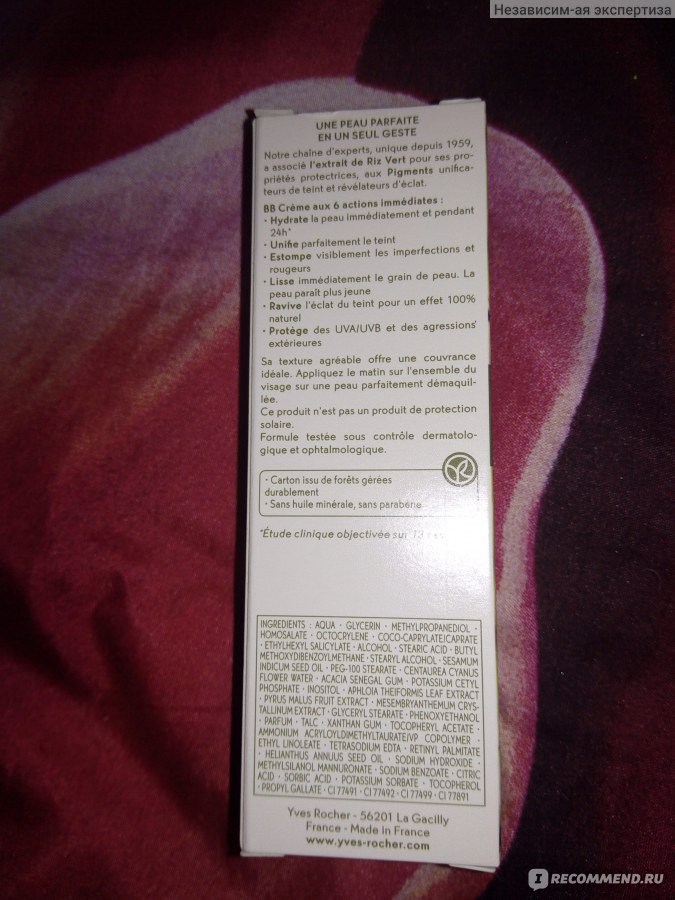 Независим-ая экспертиза
UNE PEAU PARFAITE
EN UN SEUL GESTE
Notre chaîne d'experts, unique depuis 1959,
a associé l'extrait de Riz Vert pour ses pro-
priétés protectrices, aux Pigments unifica-
teurs de teint et révélateurs d'éclat.
BB Crème aux 6 actions immédiates :
• Hydrate la peau immédiatement et pendant
24h*
• Unifie parfaitement le teint
• Estompe visiblement les imperfections et
rougeurs
• Lisse immédiatement le grain de peau. La
peau paraît plus jeune
• Ravive l'éclat du teint pour un effet 100%
naturel
• Protège des UVA/UVB et des agressions
extérieures
Sa texture agréable offre une couvrance
idéale. Appliquez le matin sur l'ensemble du
visage sur une peau parfaitement démaquil-
lée.
Ce produit n'est pas un produit de protection
solaire.
Formule testée sous contrôle dermatolo-
gique et ophtalmologique.
• Carton issu de forêts gérées
durablement
• Sans huile minérale, sans parabène
*Étude clinique objectivée sur 13
INGREDIENTS : AQUA • GLYCERIN • METHYLPROPANEDIOL •
HOMOSALATE • OCTOCRYLENE • COCO-CAPRYLATE/CAPRATE
• ETHYLHEXYL SALICYLATE • ALCOHOL • STEARIC ACID • BUTYL
METHOXYDIBENZOYLMETHANE • STEARYL ALCOHOL • SESAMUM
INDICUM SEED OIL • PEG-100 STEARATE • CENTAUREA CYANUS
FLOWER WATER • ACACIA SENEGAL GUM • POTASSIUM CETYL
PHOSPHATE • INOSITOL • APHLOIA THEIFORMIS LEAF EXTRACT
• PYRUS MALUS FRUIT EXTRACT • MESEMBRYANTHEMUM CRYS-
TALLINUM EXTRACT • GLYCERYL STEARATE • PHENOXYETHANOL
• PARFUM • TALC • XANTHAN GUM • TOCOPHERYL ACETATE •
AMMONIUM ACRYLOYLDIMETHYLTAURATE/VP COPOLYMER •
ETHYL LINOLEATE • TETRASODIUM EDTA • RETINYL PALMITATE
• HELIANTHUS ANNUUS SEED OIL • SODIUM HYDROXIDE •
METHYLSILANOL MANNURONATE • SODIUM BENZOATE • CITRIC
ACID • SORBIC ACID • POTASSIUM SORBATE • TOCOPHEROL
• PROPYL GALLATE • CI 77491 • CI 77492 • CI 77499 • CI 77891
Yves Rocher - 56201 La Gacilly
France - Made in France
www.yves-rocher.com
IRECOMMEND.RU